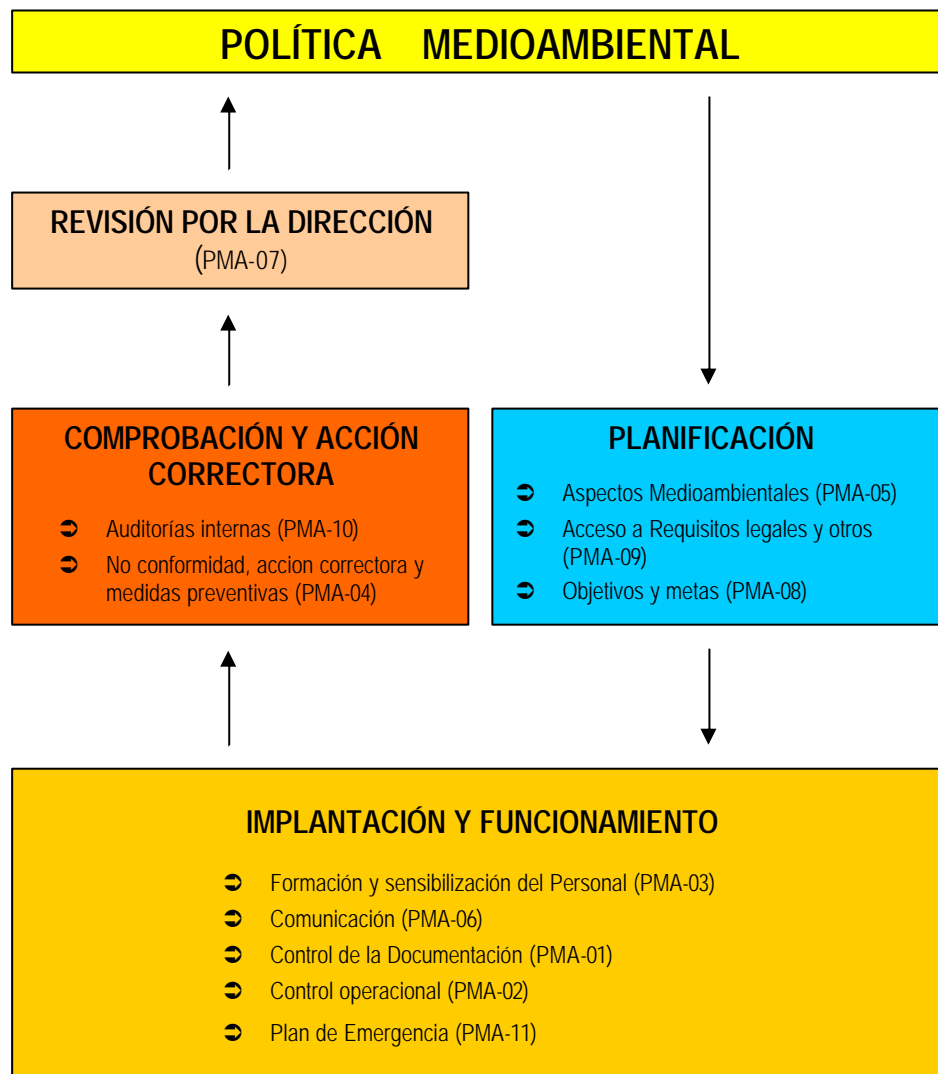 POLÍTICA MEDIOAMBIENTAL
REVISIÓN POR LA DIRECCIÓN
(PMA-07)
COMPROBACIÓN Y ACCIÓN
CORRECTORA
➲ Auditorías internas (PMA-10)
➲ No conformidad, accion correctora y
medidas preventivas (PMA-04)
PLANIFICACIÓN
➲ Aspectos Medioambientales (PMA-05)
➲ Acceso a Requisitos legales y otros
(PMA-09)
➲ Objetivos y metas (PMA-08)
IMPLANTACIÓN Y FUNCIONAMIENTO
➲ Formación y sensibilización del Personal (PMA-03)
➲ Comunicación (PMA-06)
➲ Control de la Documentación (PMA-01)
➲ Control operacional (PMA-02)
➲ Plan de Emergencia (PMA-11)